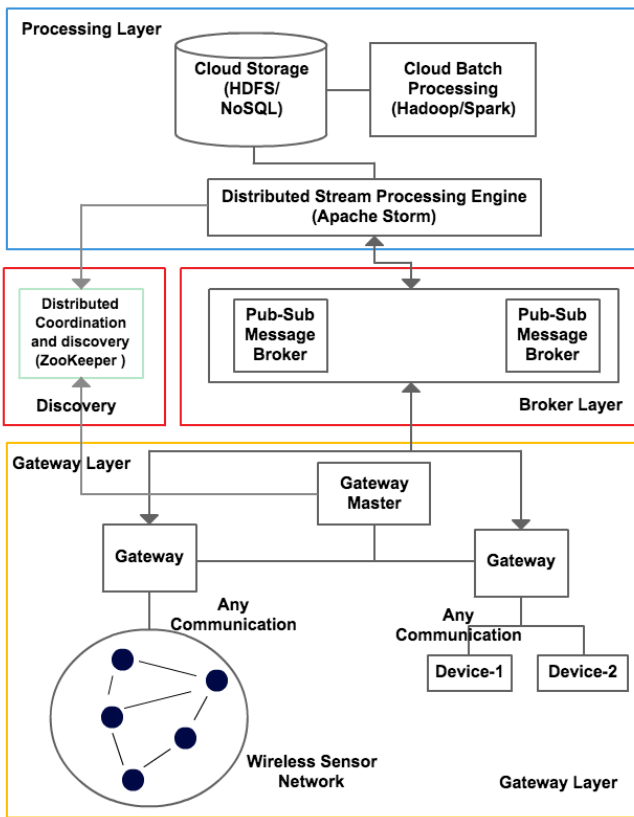 Processing Layer
Cloud Storage
(HDFS/
NoSQL)
Cloud Batch
Processing
(Hadoop/Spark)
Distributed Stream Processing Engine
(Apache Storm)
Distributed
Coordination
and discovery
(ZooKeeper )
Discovery
Pub-Sub
Message
Broker
Pub-Sub
Message
Broker
Broker Layer
Gateway Layer
Gateway
Master
Gateway
Gateway
Any
Communication
Any
Communication
Device-1
Device-2
Wireless Sensor
Network
Gateway Layer